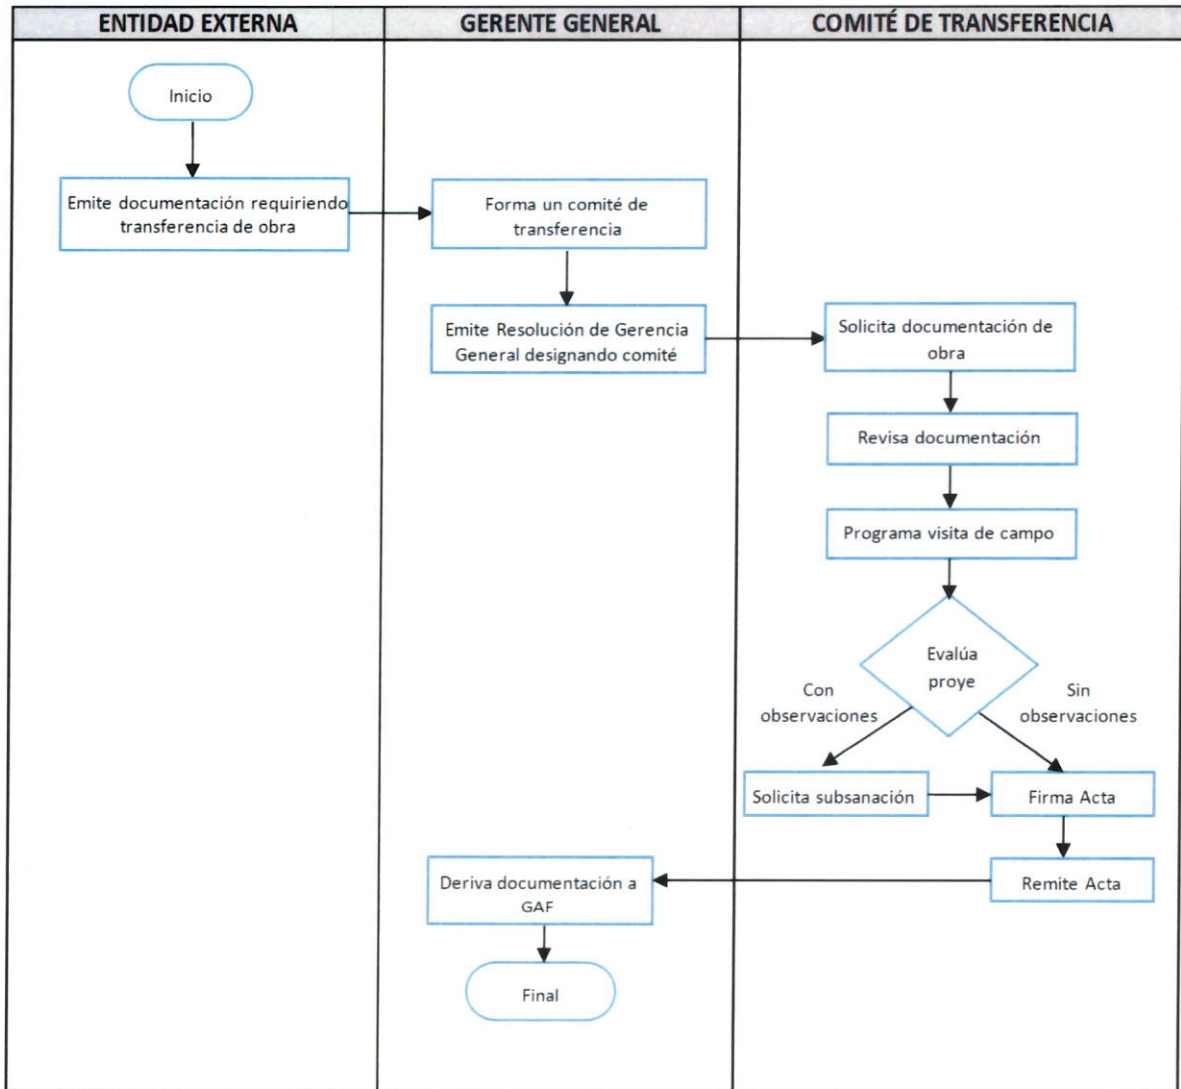 ENTIDAD EXTERNA
GERENTE GENERAL
COMITÉ DE TRANSFERENCIA
Inicio
Emite documentación requiriendo
transferencia de obra
Forma un comité de
transferencia
Emite Resolución de Gerencia
General designando comité
Solicita documentación de
obra
Revisa documentación
Programa visita de campo
Evalúa
proye
Con
observaciones
Sin
observaciones
Solicita subsanación
Firma Acta
Remite Acta
Deriva documentación a
GAF
Final